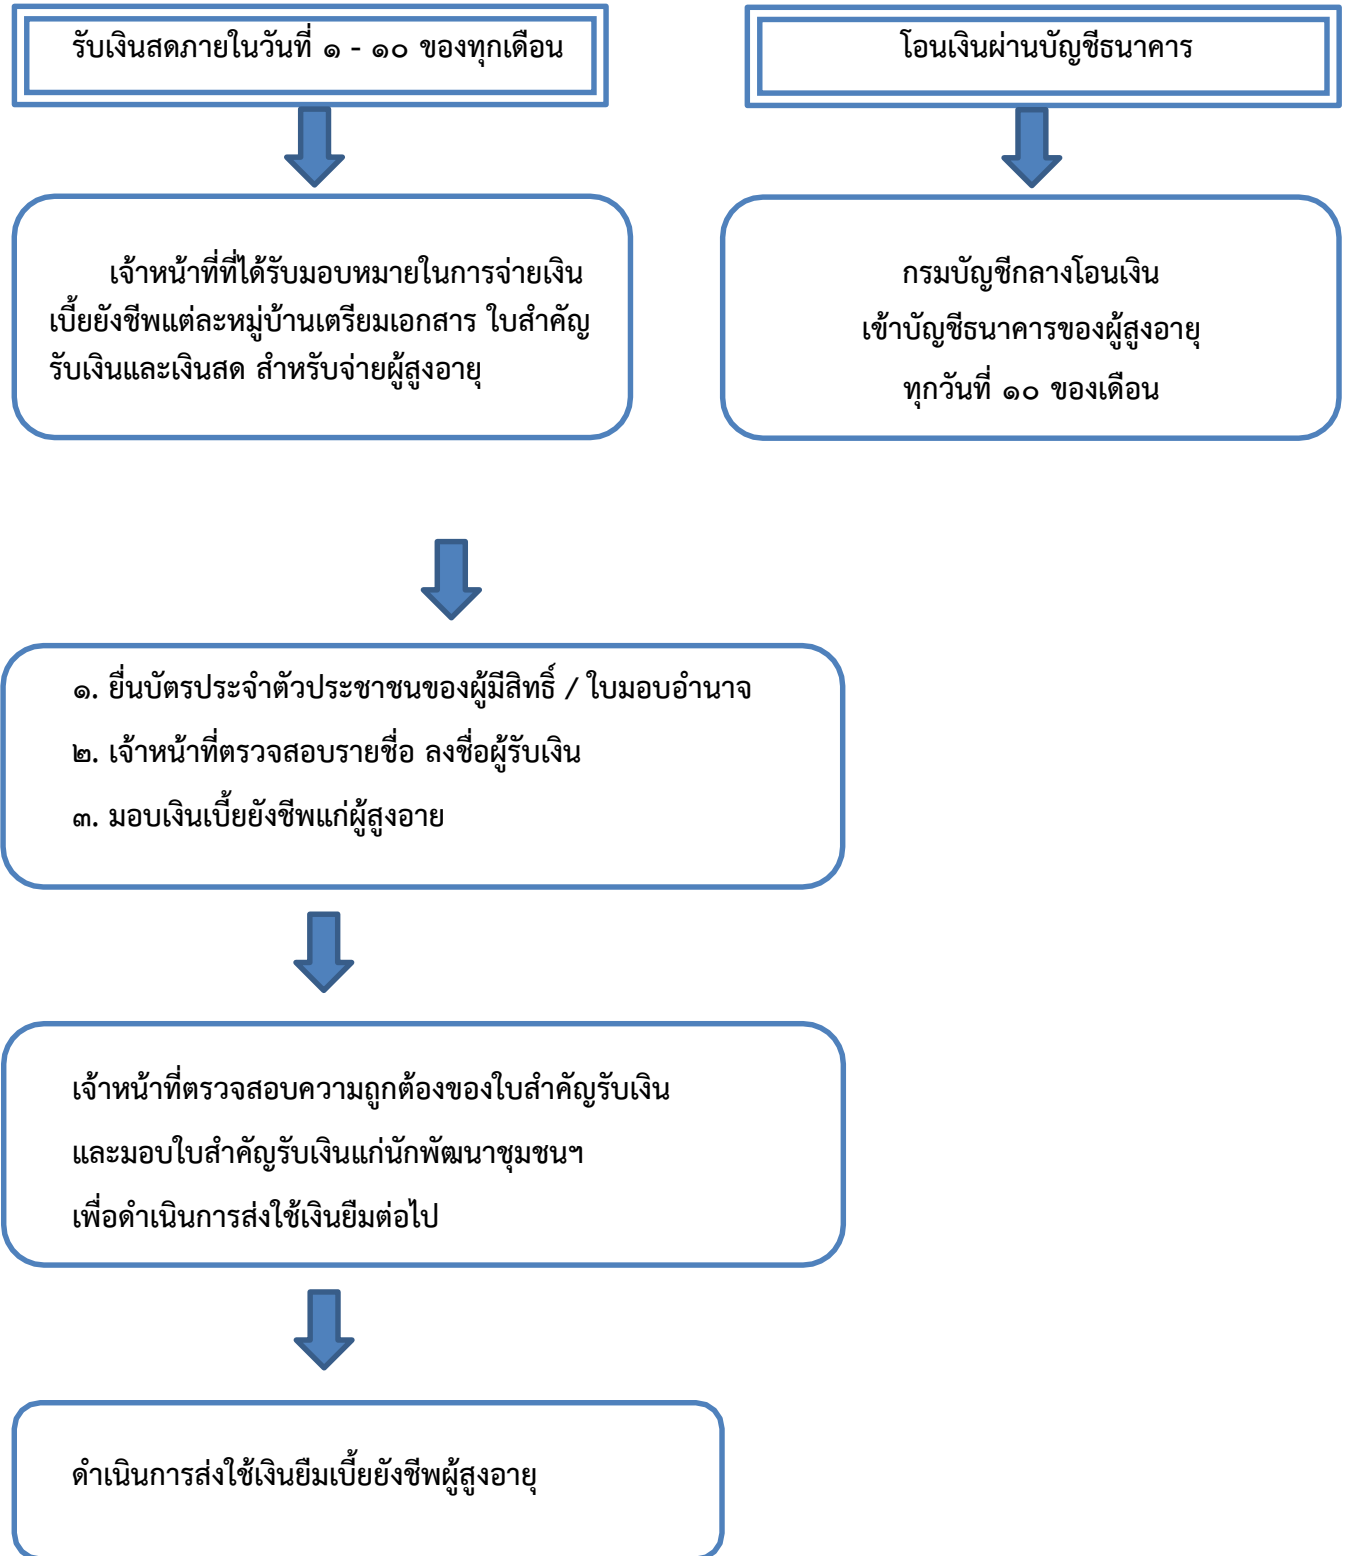 รับเงินสดภายในวันที่ ๑ - ๑๐ ของทุกเดือน
โอนเงินผ่านบัญชีธนาคาร
เจ้าหน้าที่ที่ได้รับมอบหมายในการจ่ายเงิน
เบี้ยยังชีพแต่ละหมู่บ้านเตรียมเอกสาร ใบสำคัญ
รับเงินและเงินสด สำหรับจ่ายผู้สูงอายุ
กรมบัญชีกลางโอนเงิน
เข้าบัญชีธนาคารของผู้สูงอายุ
ทุกวันที่ ๑๐ ของเดือน
๑. ยื่นบัตรประจำตัวประชาชนของผู้มีสิทธิ์ / ใบมอบอำนาจ
๒. เจ้าหน้าที่ตรวจสอบรายชื่อ ลงชื่อผู้รับเงิน
๓. มอบเงินเบี้ยยังชีพแก่ผู้สูงอาย
เจ้าหน้าที่ตรวจสอบความถูกต้องของใบสำคัญรับเงิน
และมอบใบสำคัญรับเงินแก่นักพัฒนาชุมชนฯ
เพื่อดำเนินการส่งใช้เงินยืมต่อไป
ดำเนินการส่งใช้เงินยืมเบี้ยยังชีพผู้สูงอายุ